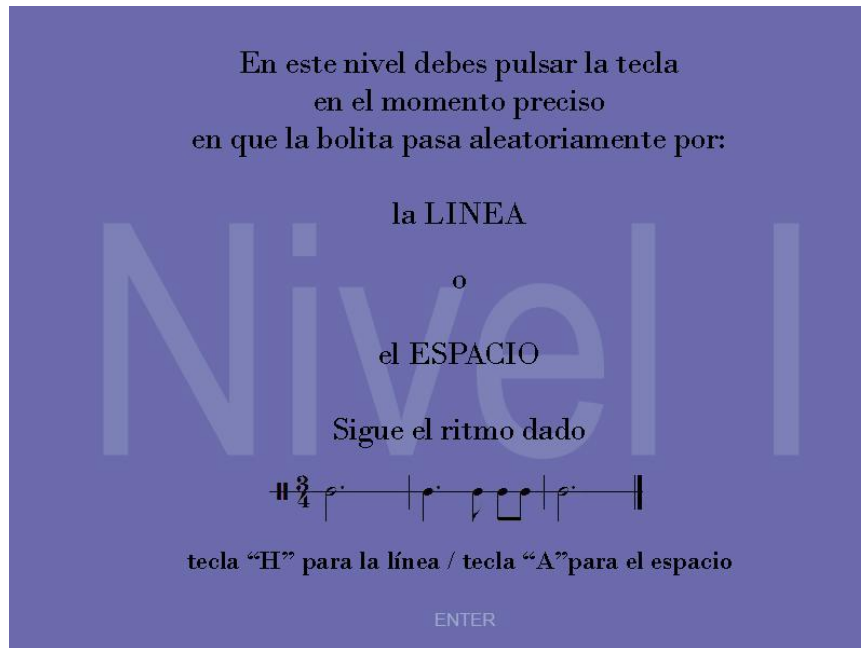 En este nivel debes pulsar la tecla
en el momento preciso
en que la bolita pasa aleatoriamente por:
la LINEA
o
el ESPACIO
Nivel I
Sigue el ritmo dado
3
4
tecla “H” para la línea / tecla “A”para el espacio
ENTER